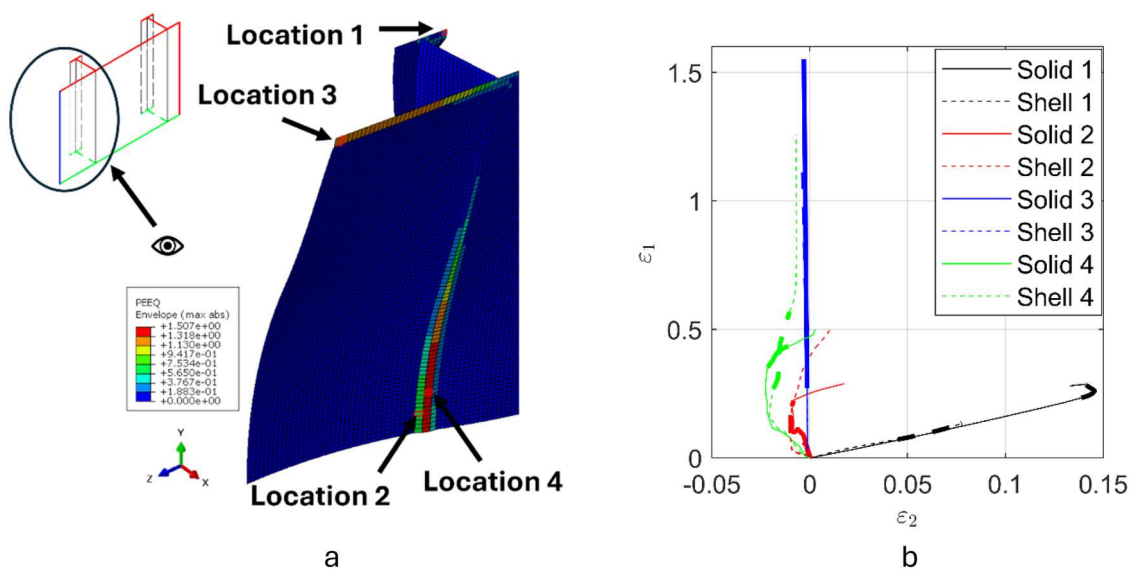 Location 1
Location 3
PEEQ
Envelope (max abs)
+1.507e+00
+1.318e+00
+1.130e+00
+9.417e-01
+7.534e-01
+5.650e-01
+3.767e-01
+1.883e-01
+0.000e+00
Y
Z
X
Location 2
Location 4
a
1.5
1
0.5
0
-0.05
0
0.05
0.1
0.15
ε1
ε2
Solid 1
Shell 1
Solid 2
Shell 2
Solid 3
Shell 3
Solid 4
Shell 4
b